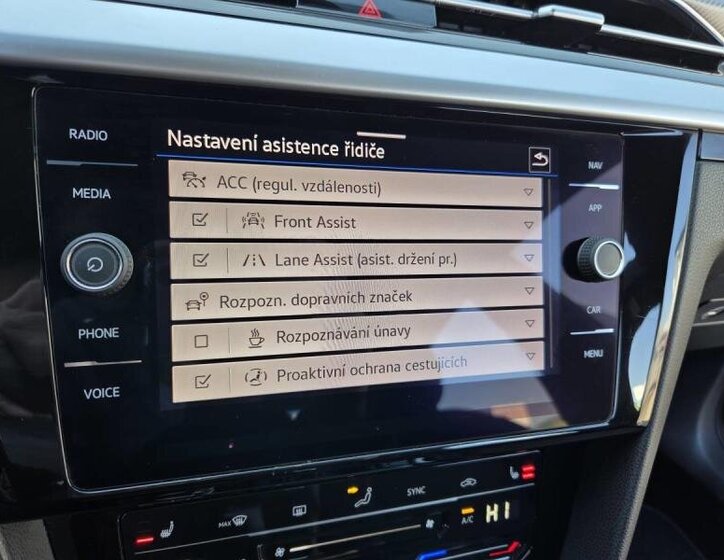 RADIO
MEDIA
PHONE
VOICE
Nastavení asistence řidiče
ACC (regul. vzdálenosti)
Front Assist
Lane Assist (asist. držení pr.)
Rozpozn. dopravních značek
Rozpoznávání únavy
Proaktivní ochrana cestujících
NAV
APP
CAR
MENU
MAX
SYNC
A/C
HI